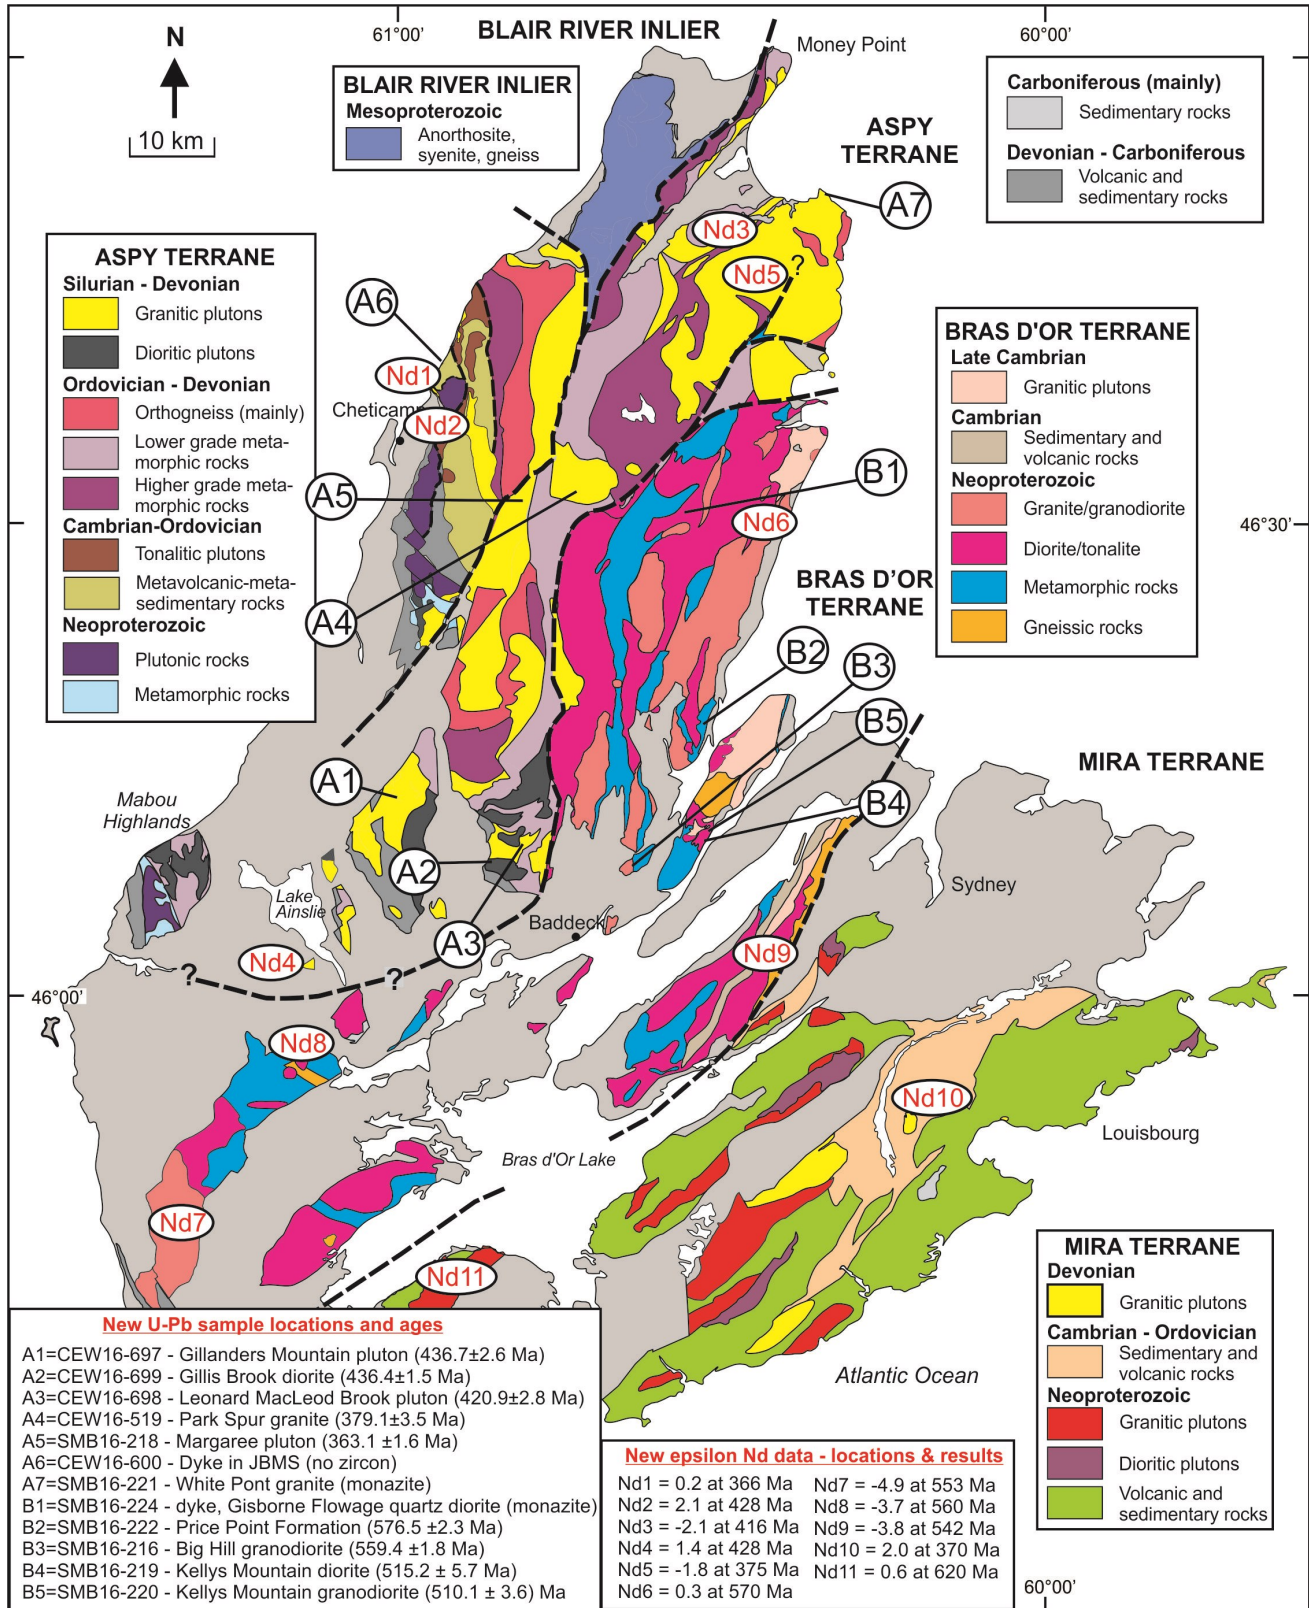 61°00'
60°00'
BLAIR RIVER INLIER
Money Point
N
10 km
BLAIR RIVER INLIER
Mesoproterozoic
Anorthosite,
syenite, gneiss
Carboniferous (mainly)
Sedimentary rocks
Devonian - Carboniferous
Volcanic and
sedimentary rocks
ASPY
TERRANE
A7
Nd3
Nd5
?
ASPY TERRANE
Silurian - Devonian
Granitic plutons
Dioritic plutons
Ordovician - Devonian
Orthogneiss (mainly)
Lower grade meta-
morphic rocks
Higher grade meta-
morphic rocks
Cambrian-Ordovician
Tonalitic plutons
Metavolcanic-meta-
sedimentary rocks
Neoproterozoic
Plutonic rocks
Metamorphic rocks
A6
Nd1
Cheticamp
Nd2
A5
A4
BRAS D'OR TERRANE
Late Cambrian
Granitic plutons
Cambrian
Sedimentary and
volcanic rocks
Neoproterozoic
Granite/granodiorite
Diorite/tonalite
Metamorphic rocks
Gneissic rocks
B1
Nd6
46°30'
BRAS D'OR
TERRANE
B2
B3
B5
B4
MIRA TERRANE
A1
Mabou
Highlands
A2
Lake
Ainslie
A3
Baddeck
Sydney
Nd4
?
?
Nd9
46°00'
Nd8
Nd10
Louisbourg
Bras d'Or Lake
Nd7
Nd11
Atlantic Ocean
MIRA TERRANE
Devonian
Granitic plutons
Cambrian - Ordovician
Sedimentary and
volcanic rocks
Neoproterozoic
Granitic plutons
Dioritic plutons
Volcanic and
sedimentary rocks
New U-Pb sample locations and ages
A1=CEW16-697 - Gillanders Mountain pluton (436.7±2.6 Ma)
A2=CEW16-699 - Gillis Brook diorite (436.4±1.5 Ma)
A3=CEW16-698 - Leonard MacLeod Brook pluton (420.9±2.8 Ma)
A4=CEW16-519 - Park Spur granite (379.1±3.5 Ma)
A5=SMB16-218 - Margaree pluton (363.1 ±1.6 Ma)
A6=CEW16-600 - Dyke in JBMS (no zircon)
A7=SMB16-221 - White Pont granite (monazite)
B1=SMB16-224 - dyke, Gisborne Flowage quartz diorite (monazite)
B2=SMB16-222 - Price Point Formation (576.5 ±2.3 Ma)
B3=SMB16-216 - Big Hill granodiorite (559.4 ±1.8 Ma)
B4=SMB16-219 - Kellys Mountain diorite (515.2 ± 5.7 Ma)
B5=SMB16-220 - Kellys Mountain granodiorite (510.1 ± 3.6) Ma
New epsilon Nd data - locations & results
Nd1 = 0.2 at 366 Ma
Nd2 = 2.1 at 428 Ma
Nd3 = -2.1 at 416 Ma
Nd4 = 1.4 at 428 Ma
Nd5 = -1.8 at 375 Ma
Nd6 = 0.3 at 570 Ma
Nd7 = -4.9 at 553 Ma
Nd8 = -3.7 at 560 Ma
Nd9 = -3.8 at 542 Ma
Nd10 = 2.0 at 370 Ma
Nd11 = 0.6 at 620 Ma
60°00'